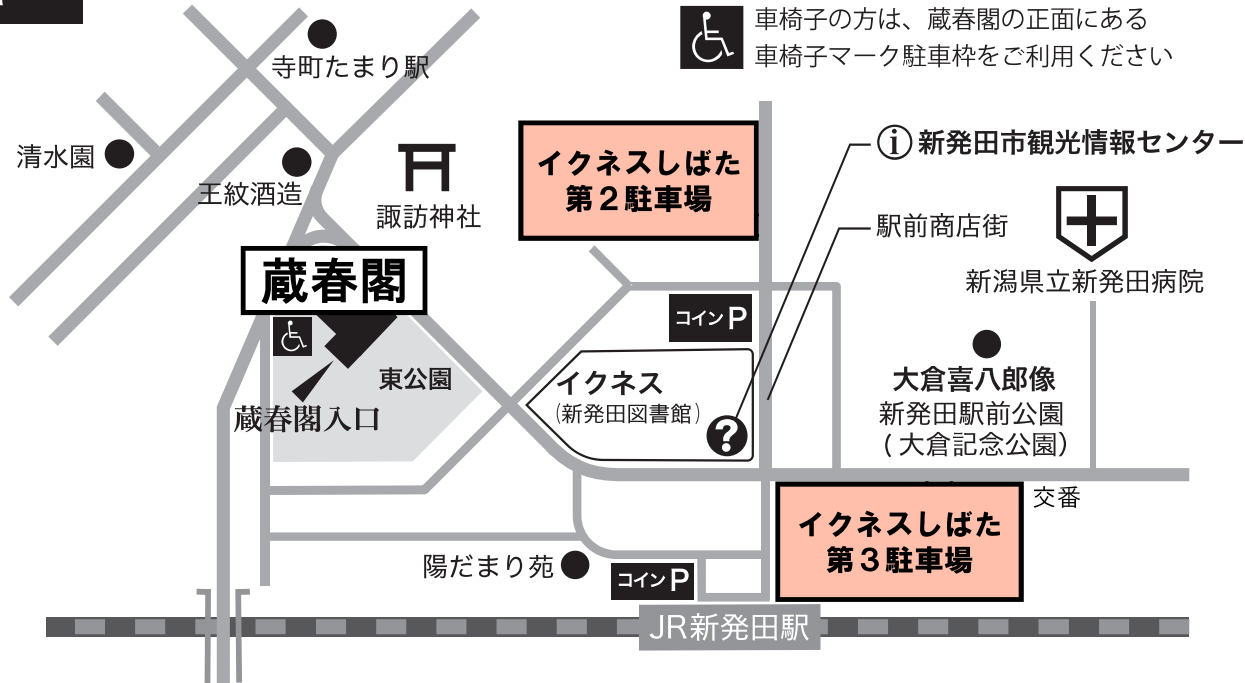 車椅子の方は、蔵春閣の正面にある
車椅子マーク駐車枠をご利用ください
寺町たまり駅
清水園
王紋酒造
諏訪神社
イクネスしばた
第2駐車場
i 新発田市観光情報センター
駅前商店街
新潟県立新発田病院
蔵春閣
コインP
東公園
蔵春閣入口
イクネス
(新発田図書館)
?
大倉喜八郎像
新発田駅前公園
(大倉記念公園)
交番
イクネスしばた
第3駐車場
陽だまり苑
コインP
JR新発田駅